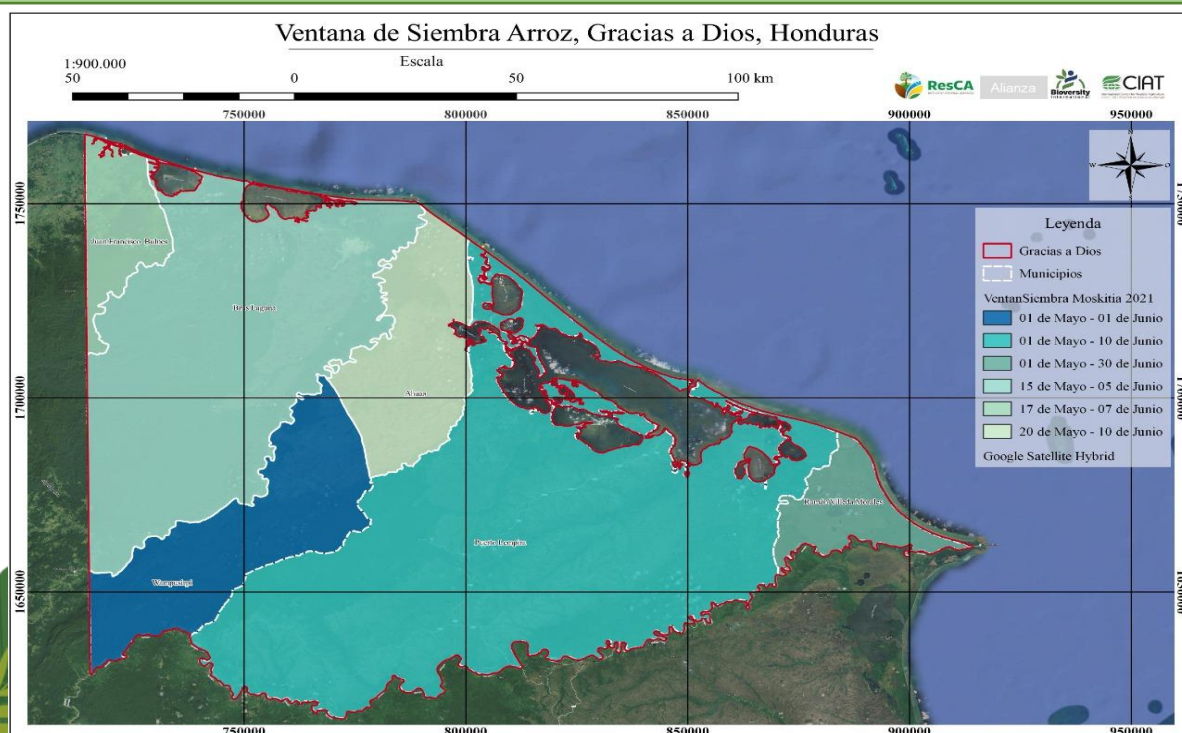 Ventana de Siembra Arroz, Gracias a Dios, Honduras
1:900.000
Escala
50 0 50 100 km
ResCA
Alianza
Bioversity
International
CIAT
750000 800000 850000 900000 950000
N
W
O
S
1750000
1700000
1650000
1750000
1700000
1650000
Juan Francisco Bulnes
Brus Laguna
Ahuas
Wampusirpi
Puerto Lempira
Ramón Villeda Morales
Leyenda
Gracias a Dios
Municipios
VentanSiembra Moskitia 2021
01 de Mayo - 01 de Junio
01 de Mayo - 10 de Junio
01 de Mayo - 30 de Junio
15 de Mayo - 05 de Junio
17 de Mayo - 07 de Junio
20 de Mayo - 10 de Junio
Google Satellite Hybrid
750000 800000 850000 900000 950000